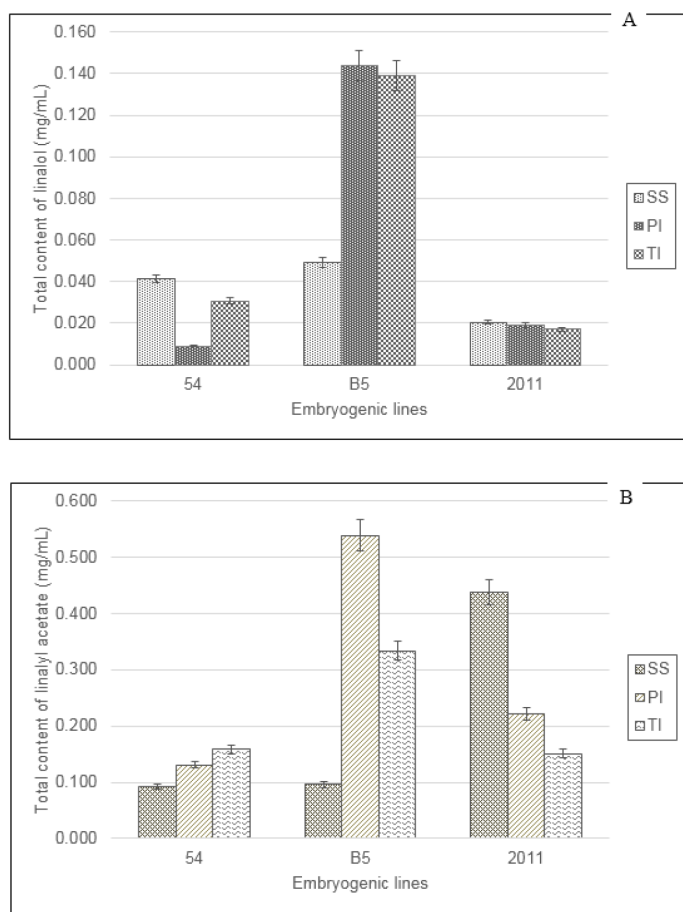 A
Total content of linalol (mg/mL)
0.160
0.140
0.120
0.100
0.080
0.060
0.040
0.020
0.000
54
B5
2011
Embryogenic lines
SS
PI
TI
B
Total content of linalyl acetate (mg/mL)
0.600
0.500
0.400
0.300
0.200
0.100
0.000
54
B5
2011
Embryogenic lines
SS
PI
TI